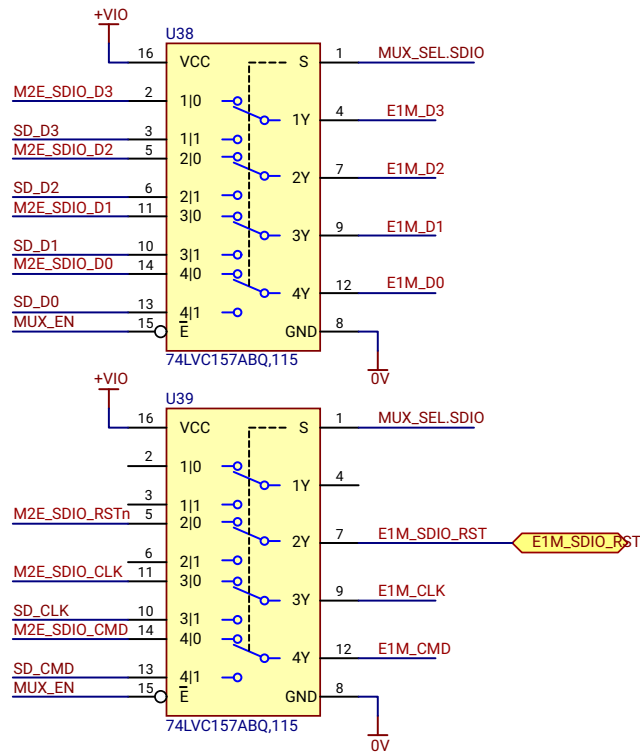 +VIO
U38
16 VCC S 1 MUX_SEL.SDIO
M2E_SDIO_D3 2 1|0
1Y 4 E1M_D3
SD_D3 3 1|1
M2E_SDIO_D2 5 2|0
2Y 7 E1M_D2
SD_D2 6 2|1
M2E_SDIO_D1 11 3|0
3Y 9 E1M_D1
SD_D1 10 3|1
M2E_SDIO_D0 14 4|0
4Y 12 E1M_D0
SD_D0 13 4|1
MUX_EN 15 E GND 8
74LVC157ABQ,115
0V
+VIO
U39
16 VCC S 1 MUX_SEL.SDIO
2 1|0
1Y 4
3 1|1
M2E_SDIO_RSTn 5 2|0
2Y 7 E1M_SDIO_RST E1M_SDIO_RST
6 2|1
M2E_SDIO_CLK 11 3|0
3Y 9 E1M_CLK
SD_CLK 10 3|1
M2E_SDIO_CMD 14 4|0
4Y 12 E1M_CMD
SD_CMD 13 4|1
MUX_EN 15 E GND 8
74LVC157ABQ,115
0V